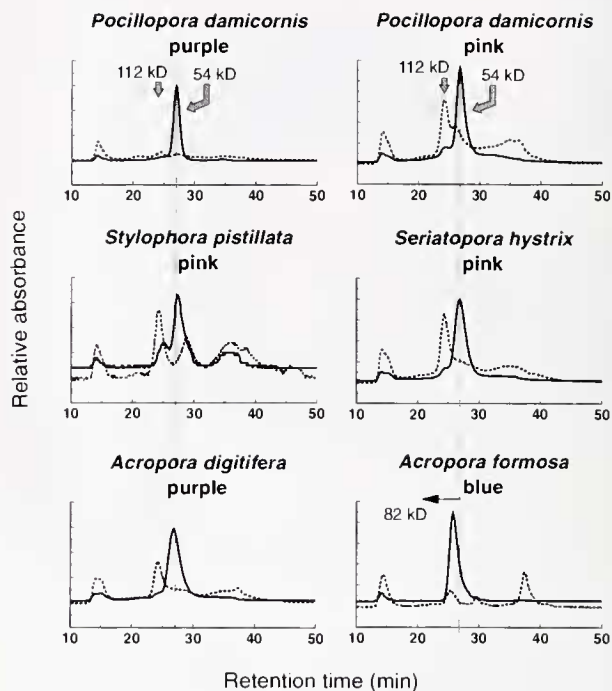 Pocillopora damicornis
purple
112 kD
54 kD
10 20 30 40 50
Pocillopora damicornis
pink
112 kD
54 kD
10 20 30 40 50
Stylophora pistillata
pink
10 20 30 40 50
Seriatopora hystrix
pink
10 20 30 40 50
Acropora digitifera
purple
10 20 30 40 50
Acropora formosa
blue
82 kD
10 20 30 40 50
Relative absorbance
Retention time (min)